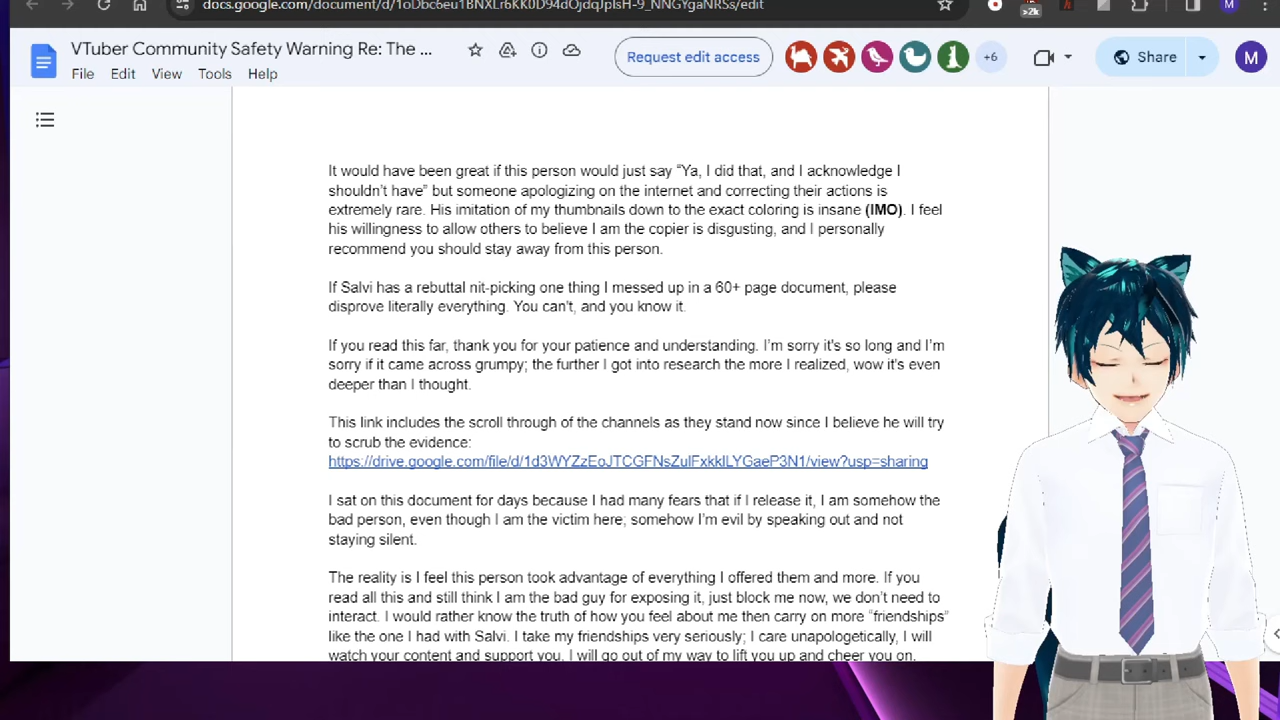 VTuber Community Safety Warning Re: The ...
File Edit View Tools Help
Request edit access
+6
Share
M
>2k
It would have been great if this person would just say “Ya, I did that, and I acknowledge I
shouldn’t have” but someone apologizing on the internet and correcting their actions is
extremely rare. His imitation of my thumbnails down to the exact coloring is insane (IMO). I feel
his willingness to allow others to believe I am the copier is disgusting, and I personally
recommend you should stay away from this person.
If Salvi has a rebuttal nit-picking one thing I messed up in a 60+ page document, please
disprove literally everything. You can't, and you know it.
If you read this far, thank you for your patience and understanding. I’m sorry it's so long and I’m
sorry if it came across grumpy; the further I got into research the more I realized, wow it's even
deeper than I thought.
This link includes the scroll through of the channels as they stand now since I believe he will try
to scrub the evidence:
https://drive.google.com/file/d/1d3WYZzEoJTCGFNsZulFxkklLYGaeP3N1/view?usp=sharing
I sat on this document for days because I had many fears that if I release it, I am somehow the
bad person, even though I am the victim here; somehow I’m evil by speaking out and not
staying silent.
The reality is I feel this person took advantage of everything I offered them and more. If you
read all this and still think I am the bad guy for exposing it, just block me now, we don’t need to
interact. I would rather know the truth of how you feel about me then carry on more “friendships”
like the one I had with Salvi. I take my friendships very seriously; I care unapologetically, I will
watch your content and support you, I will go out of my way to lift you up and cheer you on.